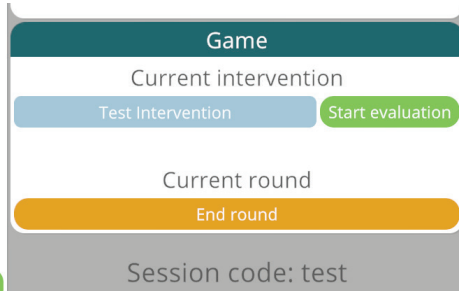 Game
Current intervention
Test Intervention Start evaluation
Current round
End round
Session code: test